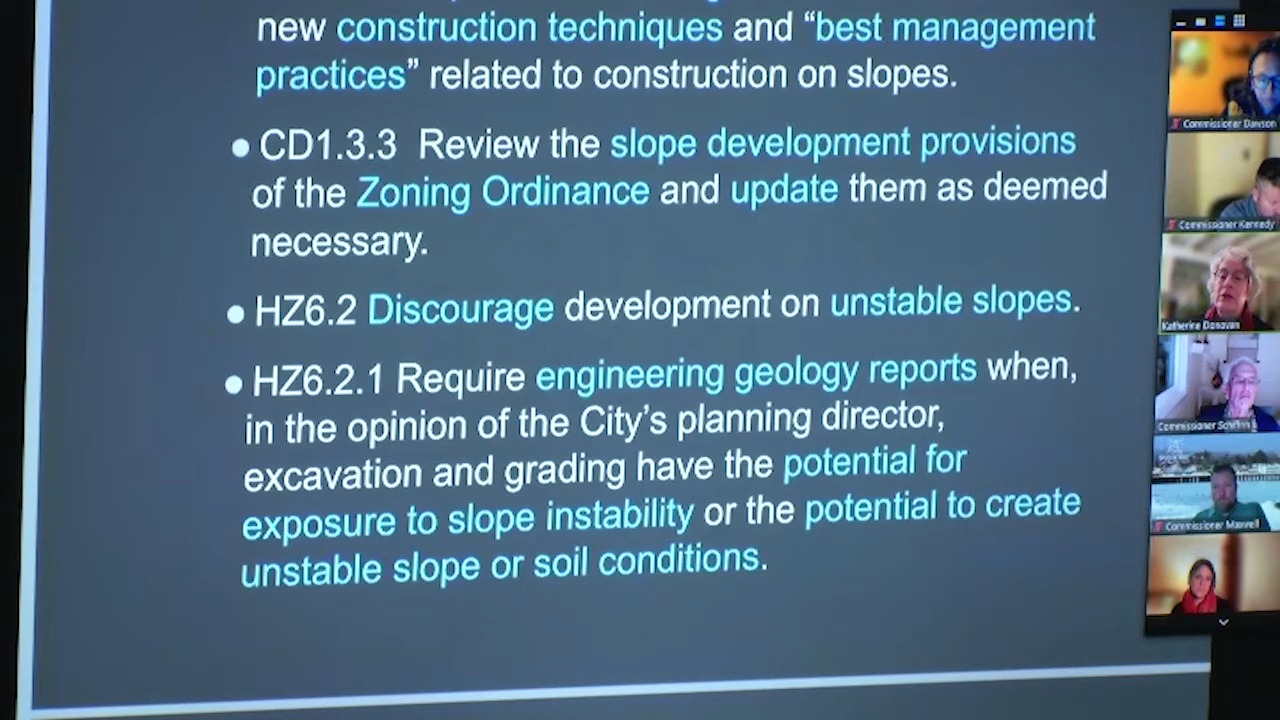 new construction techniques and “best management
practices” related to construction on slopes.
● CD1.3.3 Review the slope development provisions
of the Zoning Ordinance and update them as deemed
necessary.
● HZ6.2 Discourage development on unstable slopes.
● HZ6.2.1 Require engineering geology reports when,
in the opinion of the City’s planning director,
excavation and grading have the potential for
exposure to slope instability or the potential to create
unstable slope or soil conditions.
Commissioner Dawson
Commissioner Kennedy
Katherine Donovan
Commissioner
Commissioner Maxwell